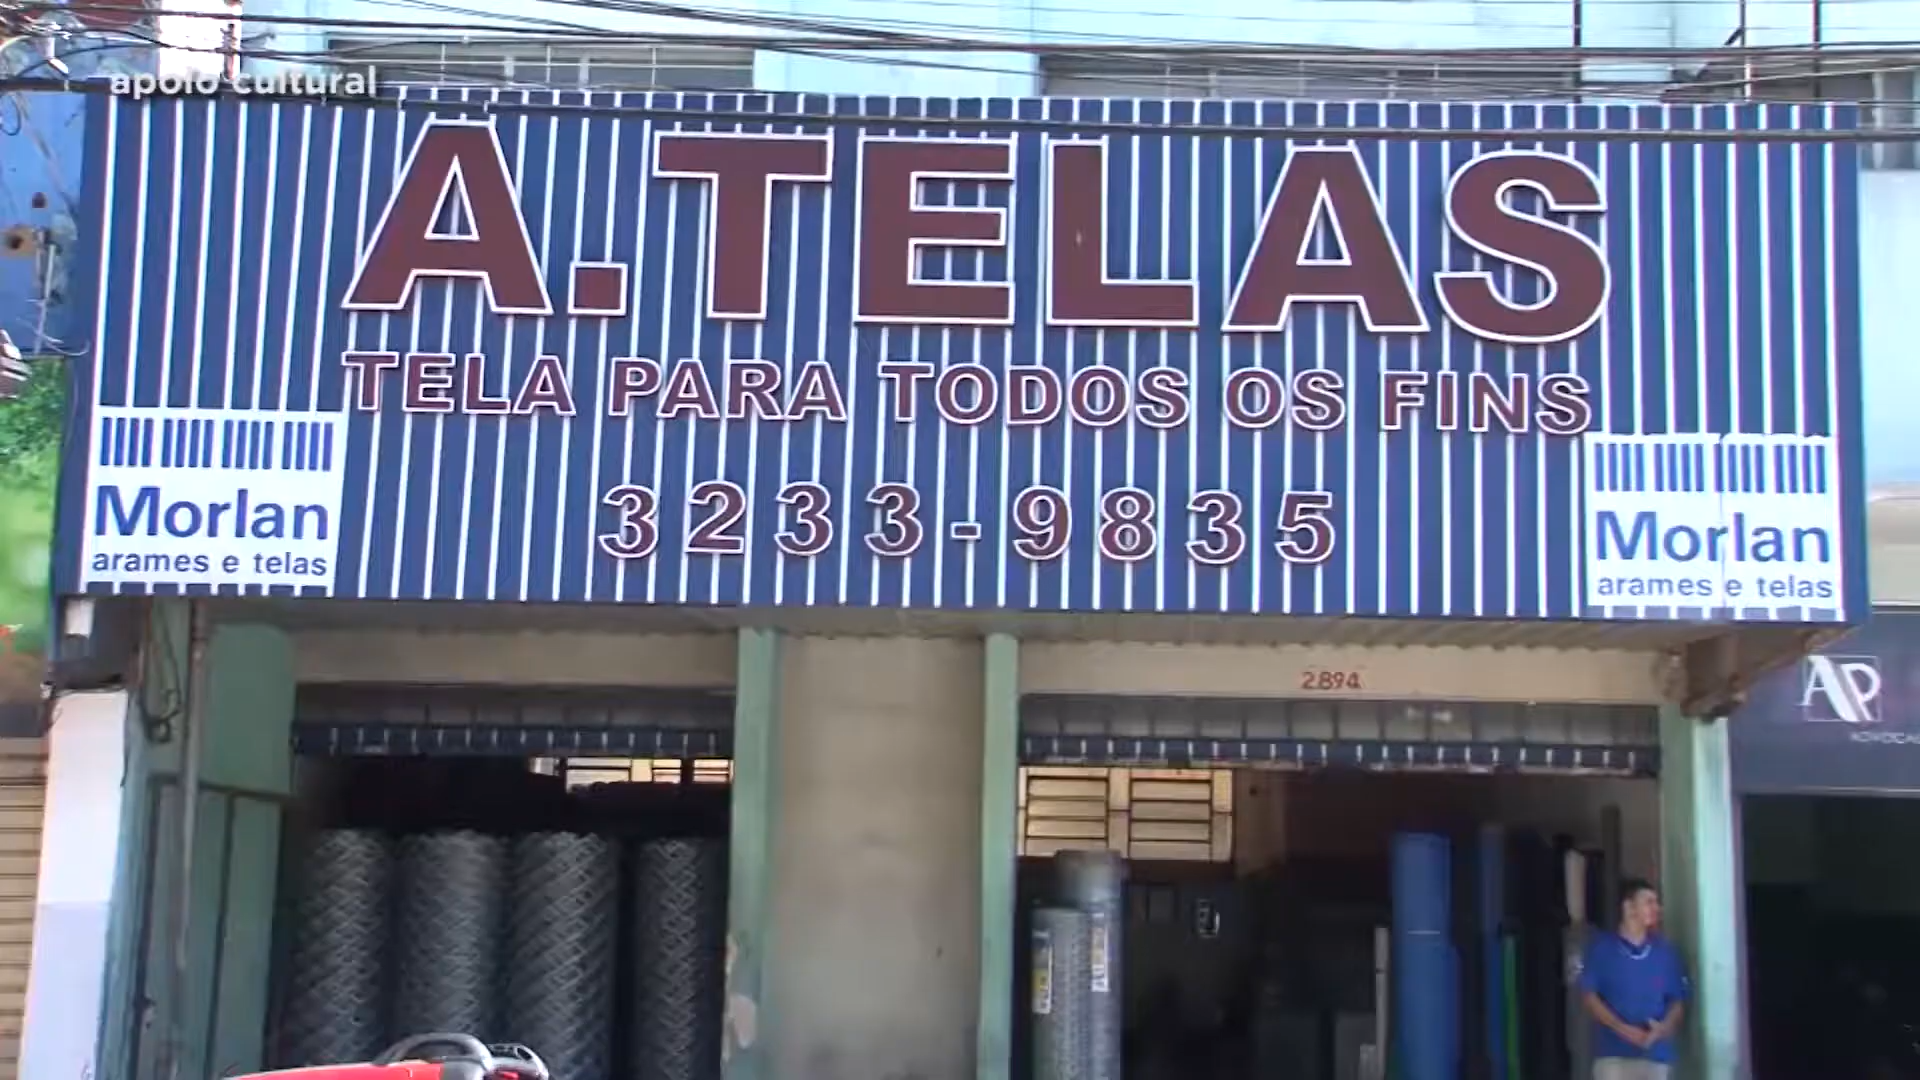 apoio cultural
A.TELAS
TELA PARA TODOS OS FINS
3233-9835
Morlan
arames e telas
Morlan
arames e telas
2894
AP